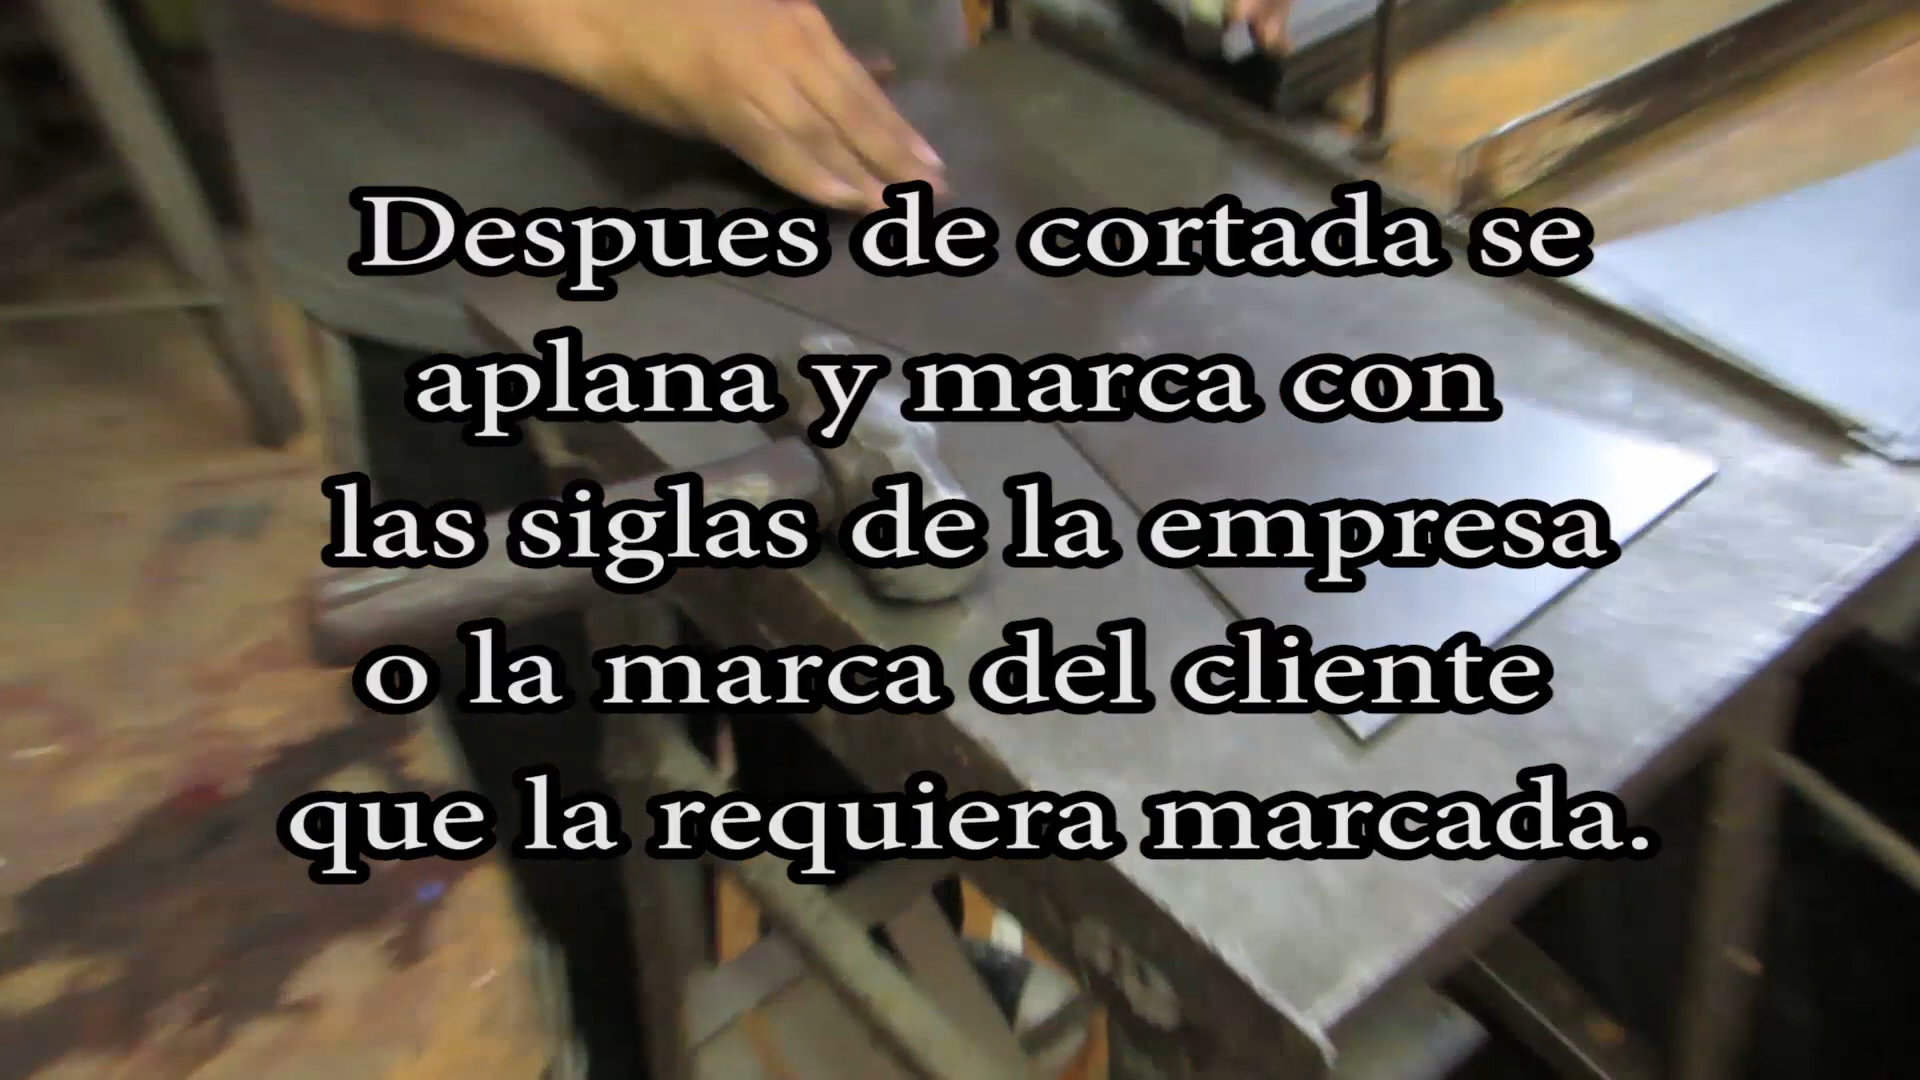 Despues de cortada se
aplana y marca con
las siglas de la empresa
o la marca del cliente
que la requiera marcada.